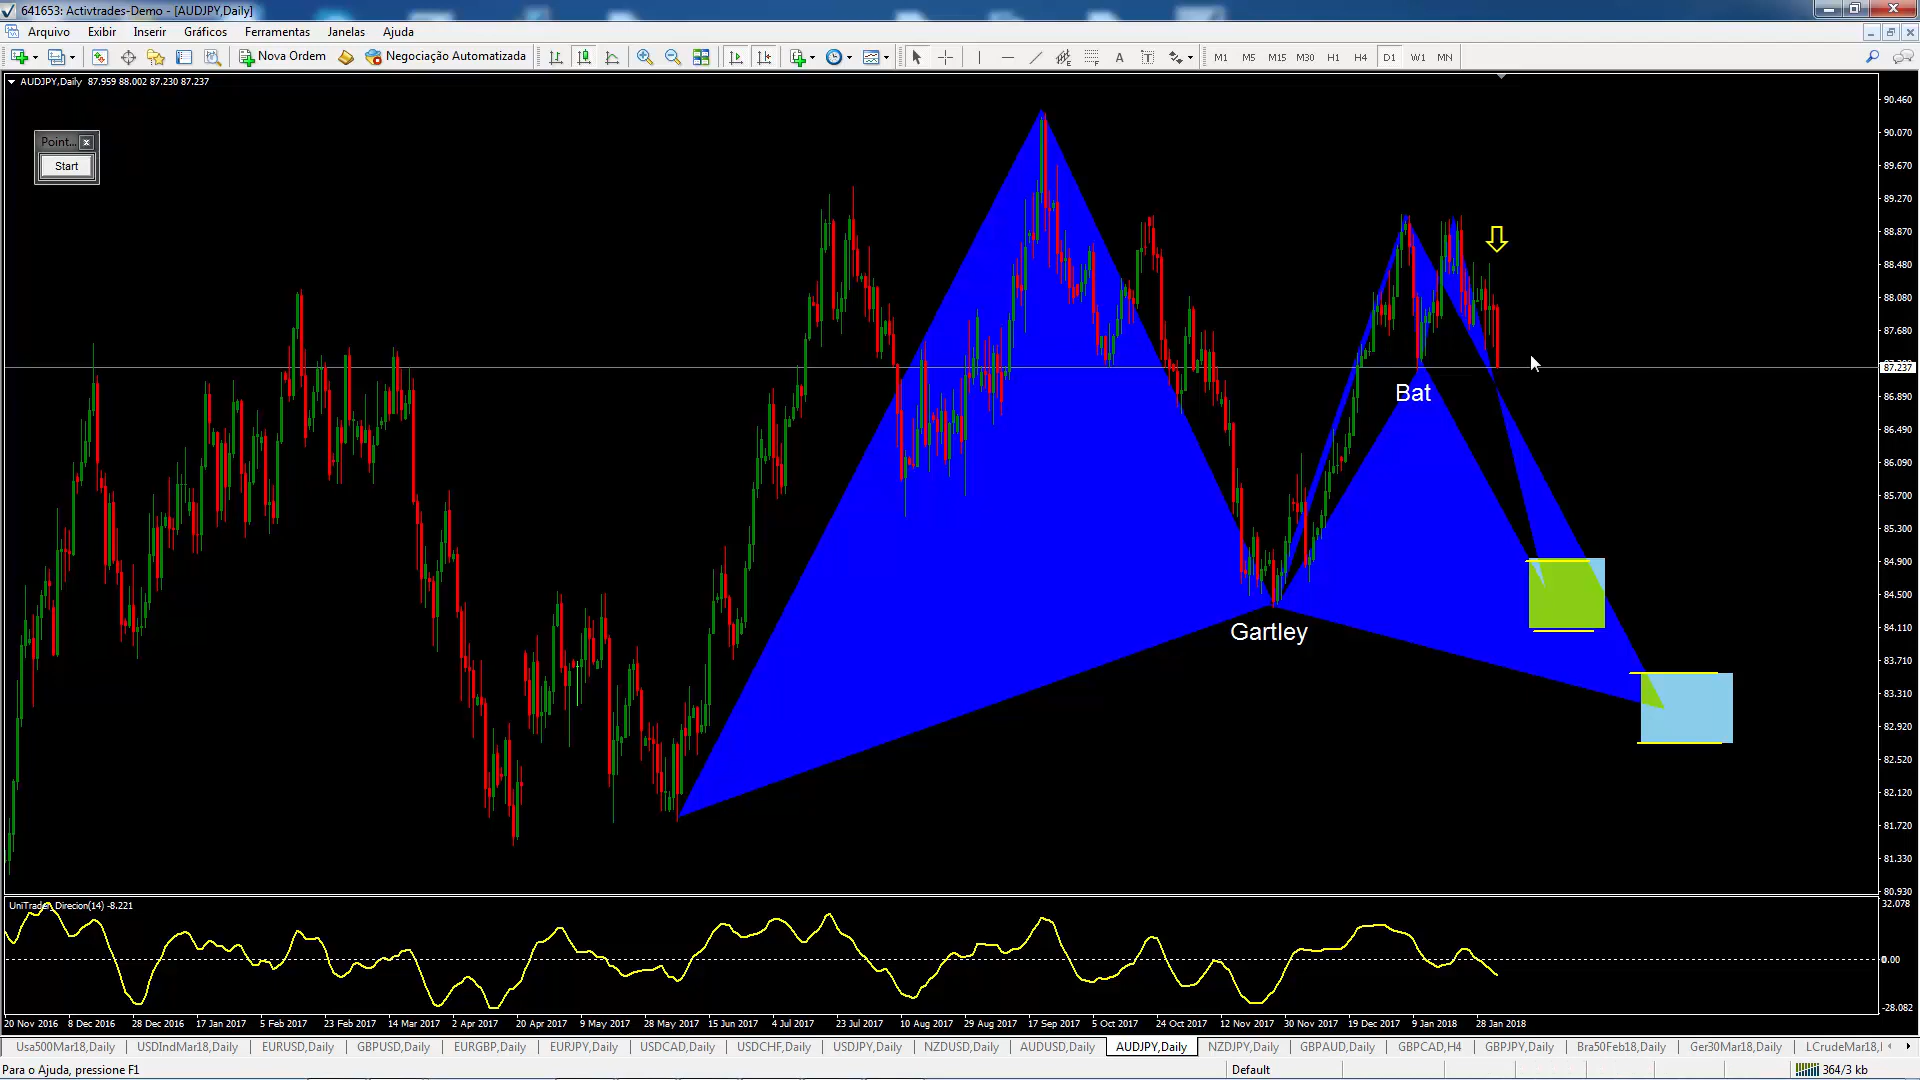 641653: Activtrades-Demo - [AUDJPY,Daily]
Arquivo Exibir Inserir Gráficos Ferramentas Janelas Ajuda
Nova Ordem Negociação Automatizada A T M1 M5 M15 M30 H1 H4 D1 W1 MN
AUDJPY,Daily 87.959 88.002 87.230 87.237
Point...
Start
90.460
90.070
89.670
89.270
88.870
88.480
88.080
87.680
87.237
86.890
86.490
86.090
85.700
85.300
84.900
84.500
84.110
83.710
83.310
82.920
82.520
82.120
81.720
81.330
80.930
Bat
Gartley
UniTrader_Direcion(14) -8.221
32.078
0.00
-28.082
20 Nov 2016 8 Dec 2016 28 Dec 2016 17 Jan 2017 5 Feb 2017 23 Feb 2017 14 Mar 2017 2 Apr 2017 20 Apr 2017 9 May 2017 28 May 2017 15 Jun 2017 4 Jul 2017 23 Jul 2017 10 Aug 2017 29 Aug 2017 17 Sep 2017 5 Oct 2017 24 Oct 2017 12 Nov 2017 30 Nov 2017 19 Dec 2017 9 Jan 2018 28 Jan 2018
Usa500Mar18,Daily USDIndMar18,Daily EURUSD,Daily GBPUSD,Daily EURGBP,Daily EURJPY,Daily USDCAD,Daily USDCHF,Daily USDJPY,Daily NZDUSD,Daily AUDUSD,Daily AUDJPY,Daily NZDJPY,Daily GBPAUD,Daily GBPCAD,H4 GBPJPY,Daily Bra50Feb18,Daily Ger30Mar18,Daily LCrudeMar18,
Para o Ajuda, pressione F1 Default 364/3 kb